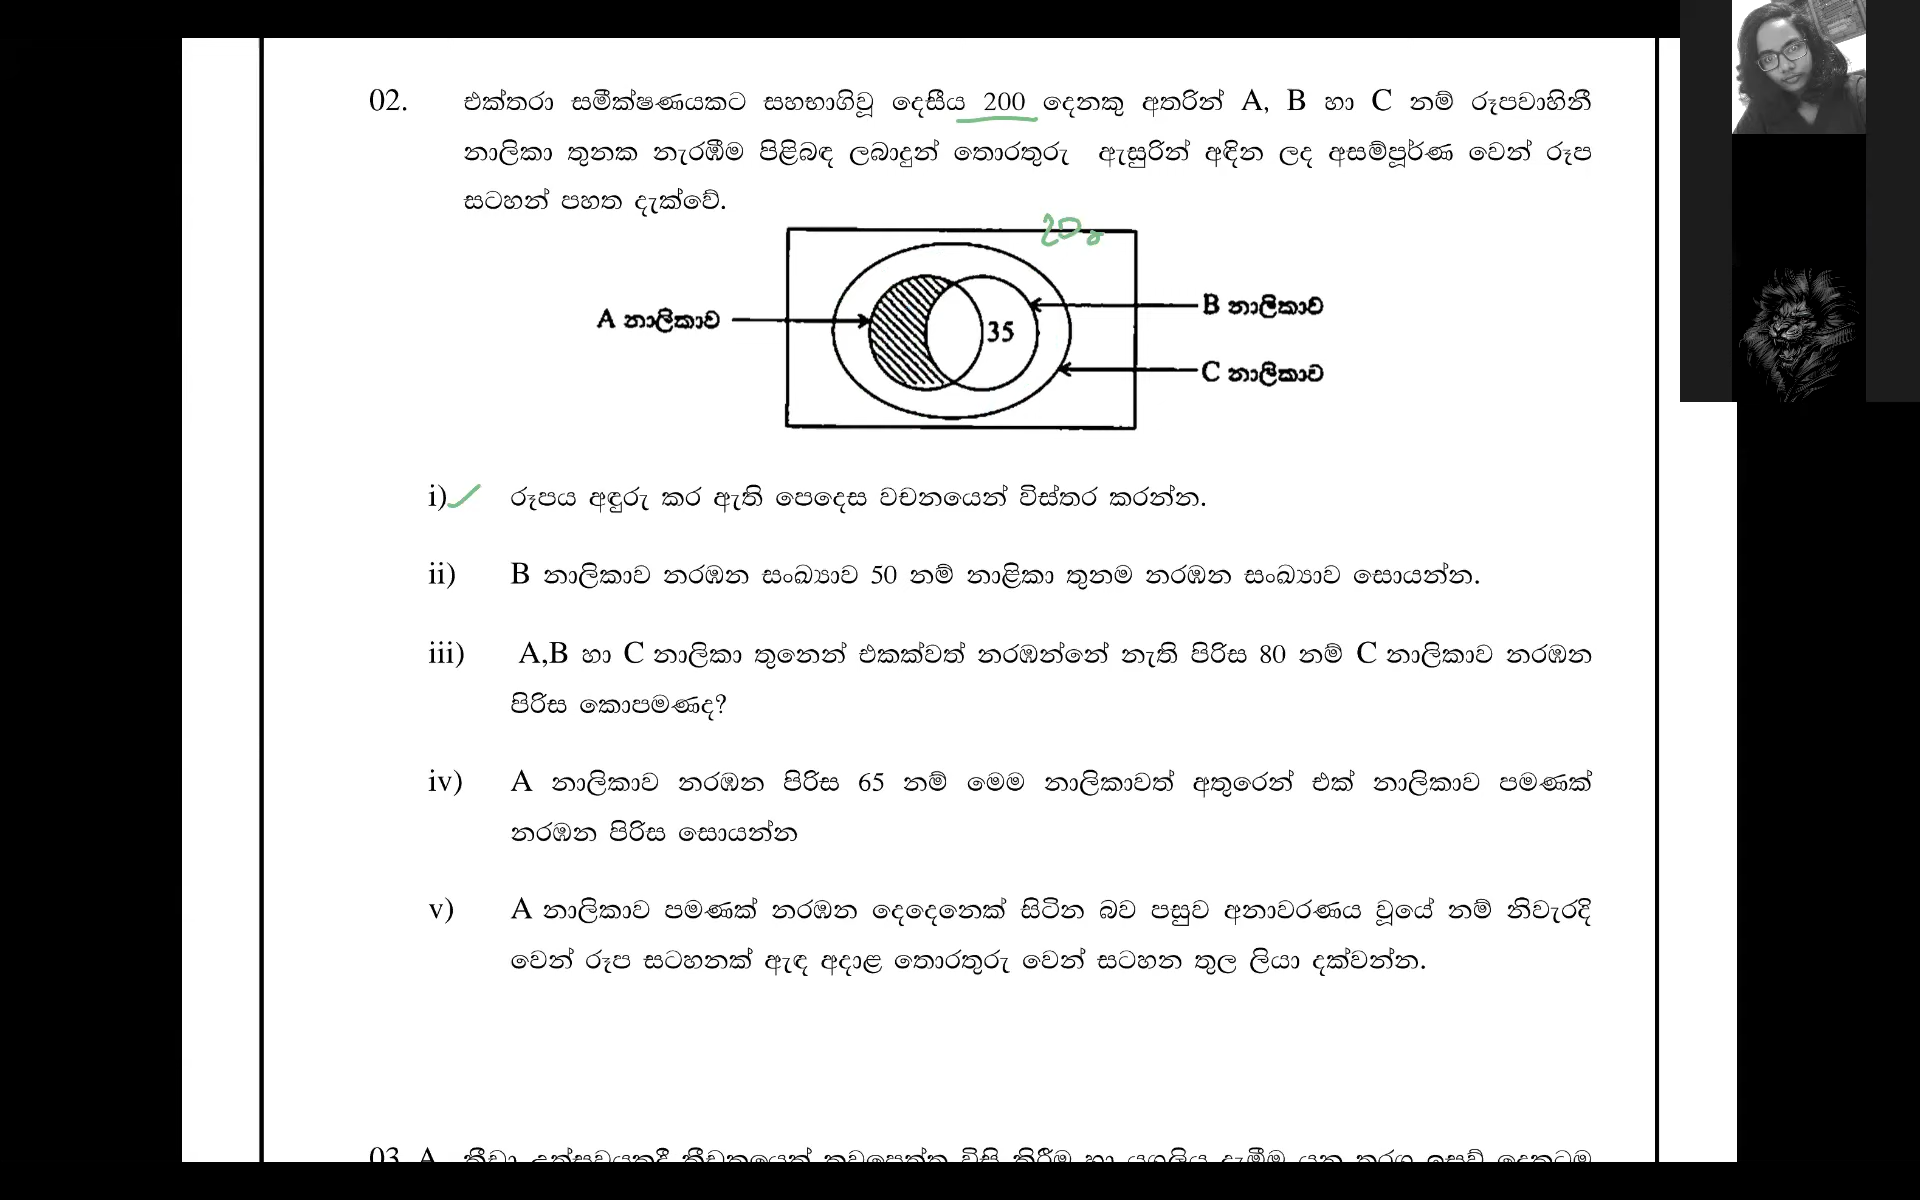 02. එක්තරා සමීක්ෂණයකට සහභාගිවූ දෙසීය 200 දෙනකු අතරින් A, B හා C නම් රූපවාහිනී
නාලිකා තුනක නැරඹීම පිළිබඳ ලබාදුන් තොරතුරු ඇසුරින් අඳින ලද අසම්පූර්ණ වෙන් රූප
සටහන් පහත දැක්වේ.
200
A නාලිකාව
35
B නාලිකාව
C නාලිකාව
i) රූපය අඳුරු කර ඇති පෙදෙස වචනයෙන් විස්තර කරන්න.
ii) B නාලිකාව නරඹන සංඛ්‍යාව 50 නම් නාළිකා තුනම නරඹන සංඛ්‍යාව සොයන්න.
iii) A,B හා C නාලිකා තුනෙන් එකක්වත් නරඹන්නේ නැති පිරිස 80 නම් C නාලිකාව නරඹන
පිරිස කොපමණද?
iv) A නාලිකාව නරඹන පිරිස 65 නම් මෙම නාලිකාවත් අතුරෙන් එක් නාලිකාව පමණක්
නරඹන පිරිස සොයන්න
v) A නාලිකාව පමණක් නරඹන දෙදෙනෙක් සිටින බව පසුව අනාවරණය වූයේ නම් නිවැරදි
වෙන් රූප සටහනක් ඇඳ අදාළ තොරතුරු වෙන් සටහන තුල ලියා දක්වන්න.
03. A